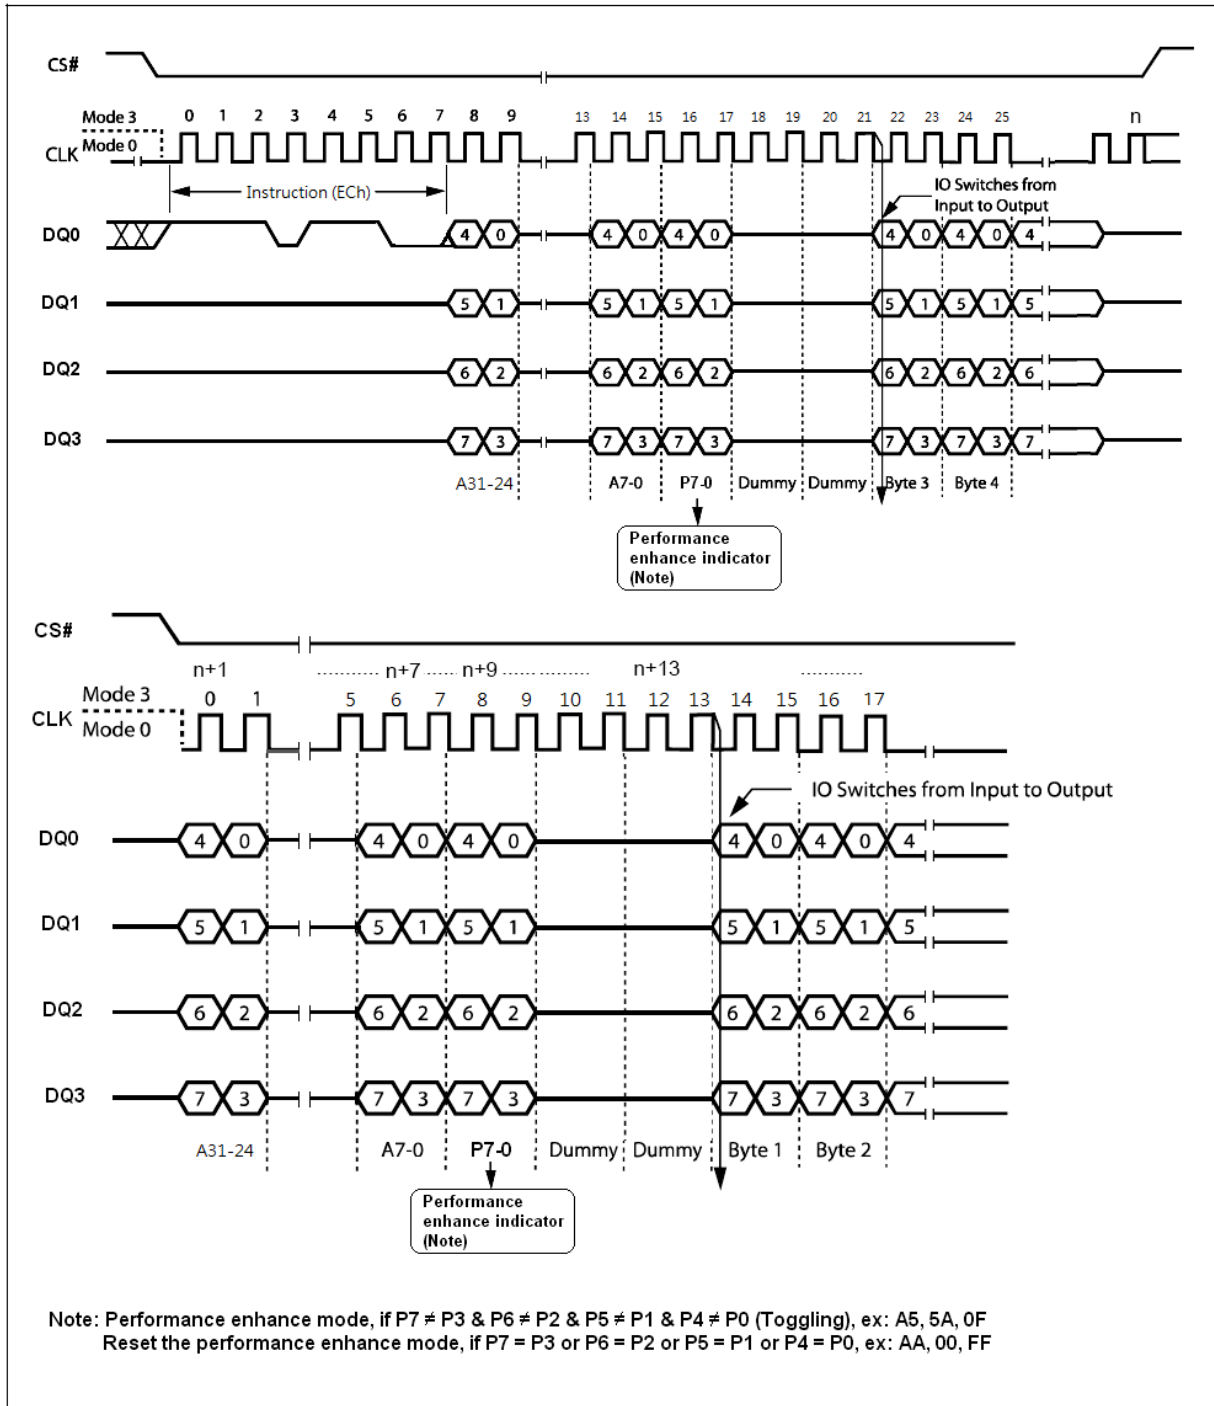 CS#
Mode 3
0 1 2 3 4 5 6 7 8 9 13 14 15 16 17 18 19 20 21 22 23 24 25 n
CLK
Mode 0
Instruction (ECh)
IO Switches from
Input to Output
DQ0
4 0 4 0 4 0 4 0 4 0 4
DQ1
5 1 5 1 5 1 5 1 5 1 5
DQ2
6 2 6 2 6 2 6 2 6 2 6
DQ3
7 3 7 3 7 3 7 3 7 3 7
A31-24 A7-0 P7-0 Dummy Dummy Byte 3 Byte 4
Performance
enhance indicator
(Note)
CS#
n+1 n+7 n+9 n+13
Mode 3
0 1 5 6 7 8 9 10 11 12 13 14 15 16 17
CLK
Mode 0
IO Switches from Input to Output
DQ0
4 0 4 0 4 0 4 0 4 0 4
DQ1
5 1 5 1 5 1 5 1 5 1 5
DQ2
6 2 6 2 6 2 6 2 6 2 6
DQ3
7 3 7 3 7 3 7 3 7 3 7
A31-24 A7-0 P7-0 Dummy Dummy Byte 1 Byte 2
Performance
enhance indicator
(Note)
Note: Performance enhance mode, if P7 ≠ P3 & P6 ≠ P2 & P5 ≠ P1 & P4 ≠ P0 (Toggling), ex: A5, 5A, 0F
Reset the performance enhance mode, if P7 = P3 or P6 = P2 or P5 = P1 or P4 = P0, ex: AA, 00, FF